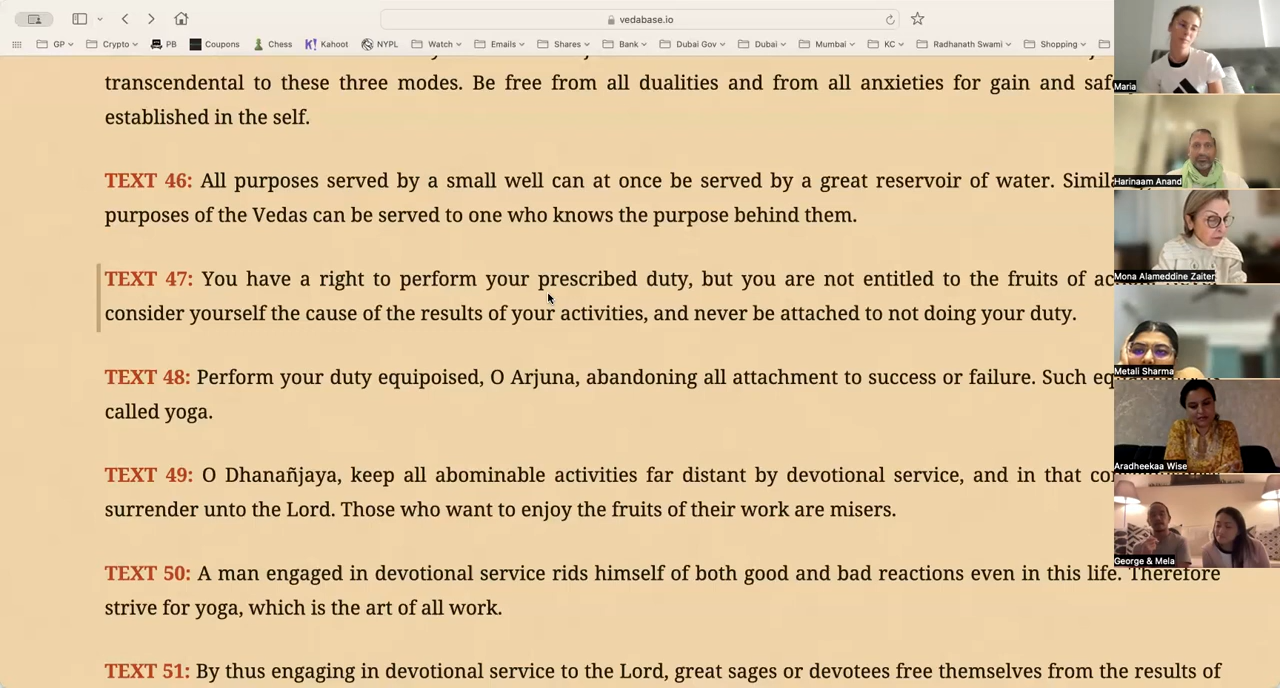 vedabase.io
GP
Crypto
PB
Coupons
Chess
K! Kahoot
NYPL
Watch
Emails
Shares
Bank
Dubai Gov
Dubai
Mumbai
KC
Radhanath Swami
Shopping
transcendental to these three modes. Be free from all dualities and from all anxieties for gain and
established in the self.
TEXT 46: All purposes served by a small well can at once be served by a great reservoir of water.
purposes of the Vedas can be served to one who knows the purpose behind them.
TEXT 47: You have a right to perform your prescribed duty, but you are not entitled to the fruits of
consider yourself the cause of the results of your activities, and never be attached to not doing your duty.
TEXT 48: Perform your duty equipoised, O Arjuna, abandoning all attachment to success or failure. Such
called yoga.
TEXT 49: O Dhanañjaya, keep all abominable activities far distant by devotional service, and in that
surrender unto the Lord. Those who want to enjoy the fruits of their work are misers.
TEXT 50: A man engaged in devotional service rids himself of both good and bad reactions even in this life. Therefore
strive for yoga, which is the art of all work.
TEXT 51: By thus engaging in devotional service to the Lord, great sages or devotees free themselves from the results of
Maria
Harinaam Anand
Mona Alameddine Zaiter
Metali Sharma
Aradheekaa Wise
George & Mela